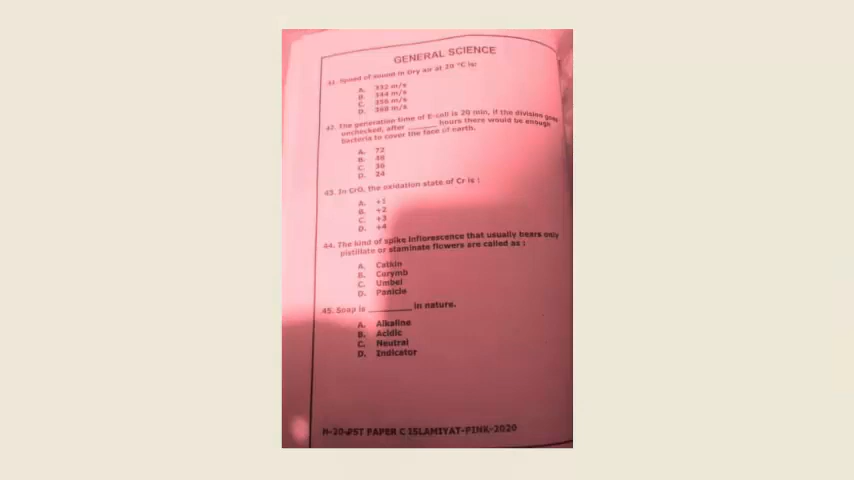 GENERAL SCIENCE
41. Speed of sound in Dry air at 20 °C is:
A. 332 m/s
B. 344 m/s
C. 356 m/s
D. 368 m/s
42. The generation time of E-coli is 20 min, if the division goes
unchecked, after ______ hours there would be enough
bacteria to cover the face of earth.
A. 72
B. 48
C. 36
D. 24
43. In CrO, the oxidation state of Cr is :
A. +1
B. +2
C. +3
D. +4
44. The kind of spike inflorescence that usually bears only
pistillate or staminate flowers are called as :
A. Catkin
B. Corymb
C. Umbel
D. Panicle
45. Soap is ________ in nature.
A. Alkaline
B. Acidic
C. Neutral
D. Indicator
PAPER C ISLAMIYAT-PINK-2020